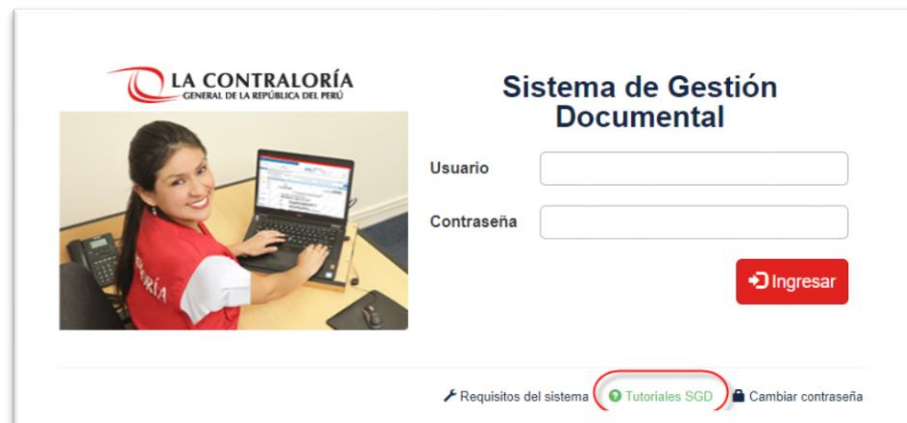 LA CONTRALORÍA
GENERAL DE LA REPÚBLICA DEL PERÚ
Sistema de Gestión
Documental
Usuario
Contraseña
Ingresar
Requisitos del sistema
Tutoriales SGD
Cambiar contraseña